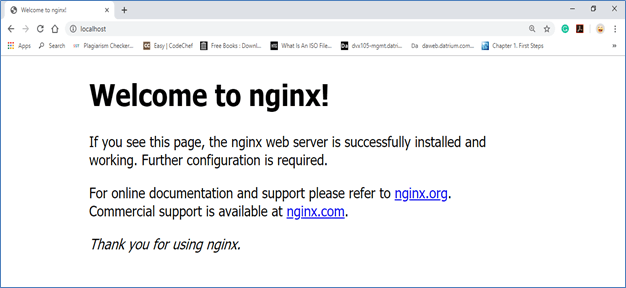 Welcome to nginx!
localhost
Apps Search Plagiarism Checker... Easy | CodeChef Free Books : Downl... What Is An ISO File... Da dvx105-mgmt.datri... Da daweb.datrium.com... Chapter 1. First Steps »
Welcome to nginx!
If you see this page, the nginx web server is successfully installed and
working. Further configuration is required.
For online documentation and support please refer to nginx.org.
Commercial support is available at nginx.com.
Thank you for using nginx.